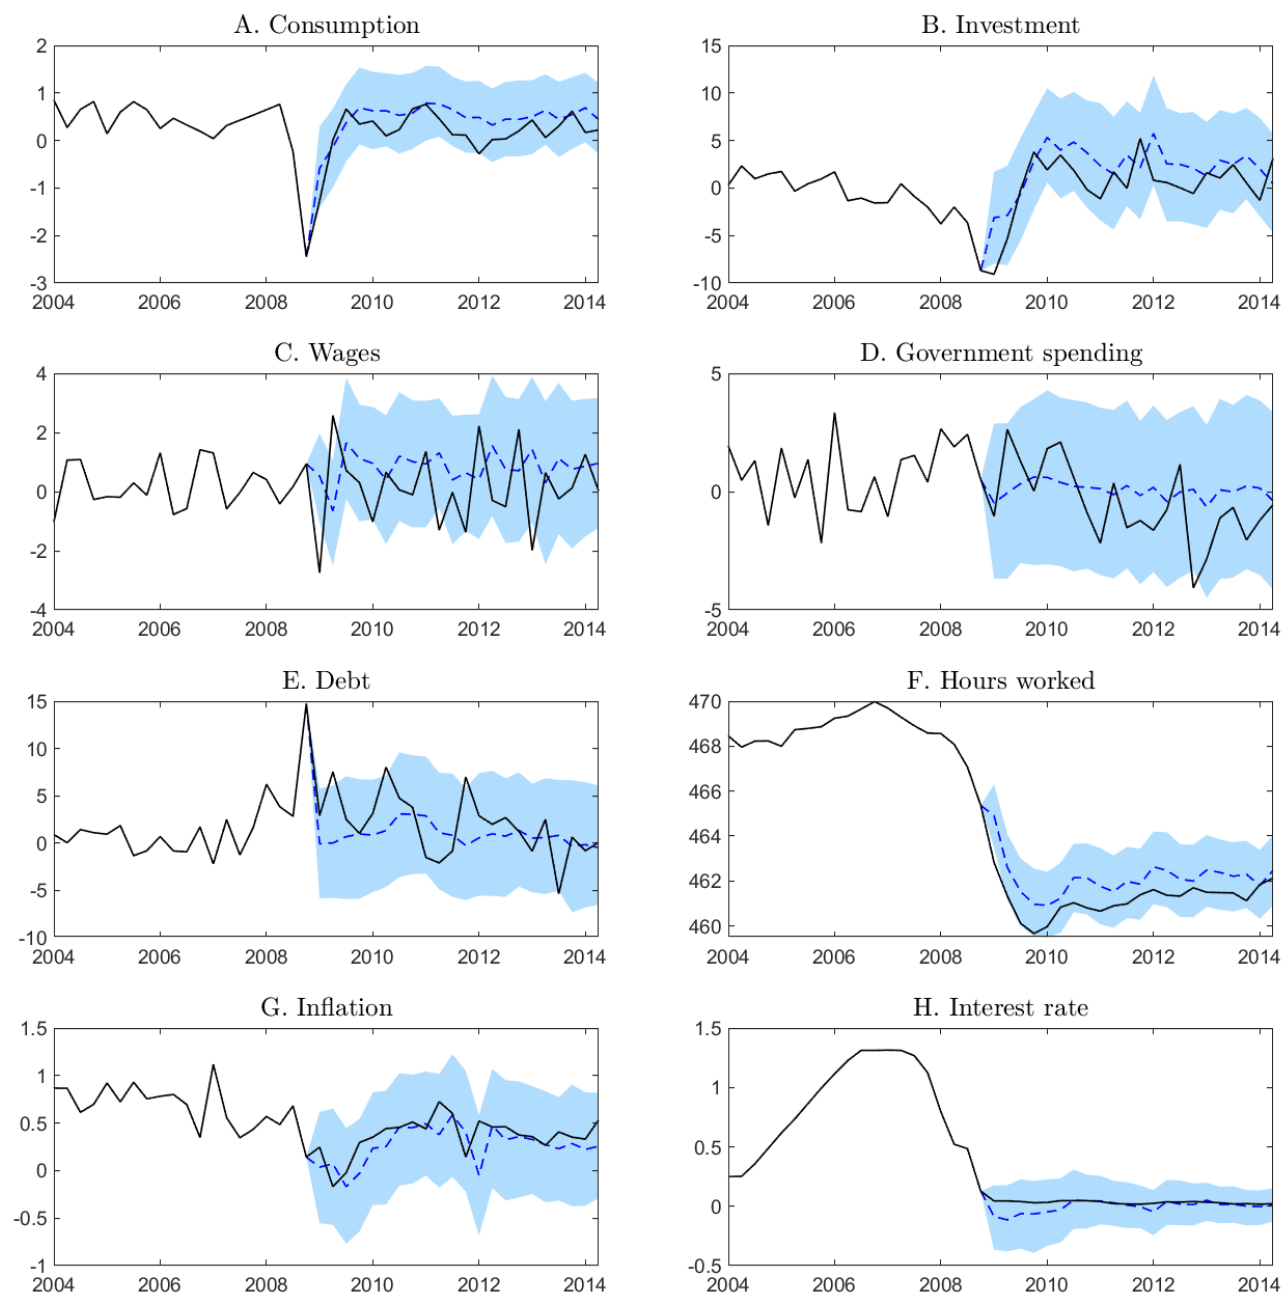 A. Consumption
2
1
0
-1
-2
-3
2004 2006 2008 2010 2012 2014
B. Investment
15
10
5
0
-5
-10
2004 2006 2008 2010 2012 2014
C. Wages
4
2
0
-2
-4
2004 2006 2008 2010 2012 2014
D. Government spending
5
0
-5
2004 2006 2008 2010 2012 2014
E. Debt
15
10
5
0
-5
-10
2004 2006 2008 2010 2012 2014
F. Hours worked
470
468
466
464
462
460
2004 2006 2008 2010 2012 2014
G. Inflation
1.5
1
0.5
0
-0.5
-1
2004 2006 2008 2010 2012 2014
H. Interest rate
1.5
1
0.5
0
-0.5
2004 2006 2008 2010 2012 2014